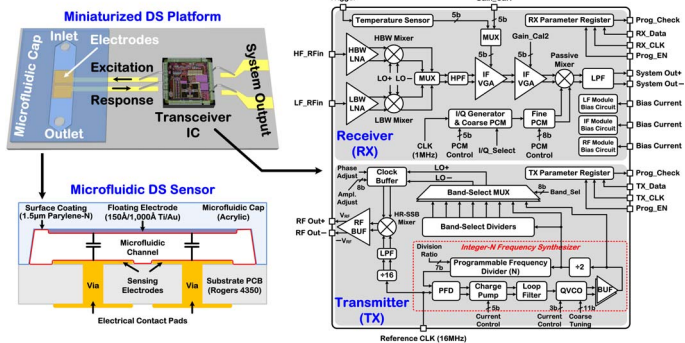 Miniaturized DS Platform
Microfluidic Cap
Inlet
Electrodes
Excitation
Response
Outlet
Transceiver
IC
System Output
Microfluidic DS Sensor
Surface Coating
(1.5μm Parylene-N)
Floating Electrode
(150Å/1,000Å Ti/Au)
Microfluidic Cap
(Acrylic)
Microfluidic
Channel
Sensing
Electrodes
Via
Via
Substrate PCB
(Rogers 4350)
Electrical Contact Pads
Temperature Sensor
5b
5b
MUX
RX Parameter Register
Prog_Check
RX_Data
RX_CLK
Prog_EN
HF_RFin
HBW
LNA
HBW Mixer
LO+
LO−
MUX
HPF
5b
IF
VGA
Gain_Cal2
5b
IF
VGA
Passive
Mixer
LPF
System Out+
System Out−
LF_RFin
LBW
LNA
LBW Mixer
LF Module
Bias Circuit
Bias Current
IF Module
Bias Circuit
Bias Current
RF Module
Bias Circuit
Bias Current
I/Q Generator
& Coarse PCM
Fine
PCM
Receiver
(RX)
CLK
(1MHz)
5b
PCM
Control
I/Q_Select
8b
PCM
Control
Phase
Adjust
8b
Ampl.
Adjust
Clock
Buffer
LO+
LO−
TX Parameter Register
Prog_Check
TX_Data
TX_CLK
Prog_EN
Band-Select MUX
8b
Band_Sel
RF Out+
RF Out−
VRF
−VRF
RF
BUF
HR-SSB
Mixer
Band-Select Dividers
LPF
÷16
Integer-N Frequency Synthesizer
Division
Ratio
7b
Programmable Frequency
Divider (N)
÷2
PFD
Charge
Pump
Loop
Filter
QVCO
BUF
Transmitter
(TX)
5b
Current
Control
3b
Current
Control
11b
Coarse
Tuning
Reference CLK (16MHz)